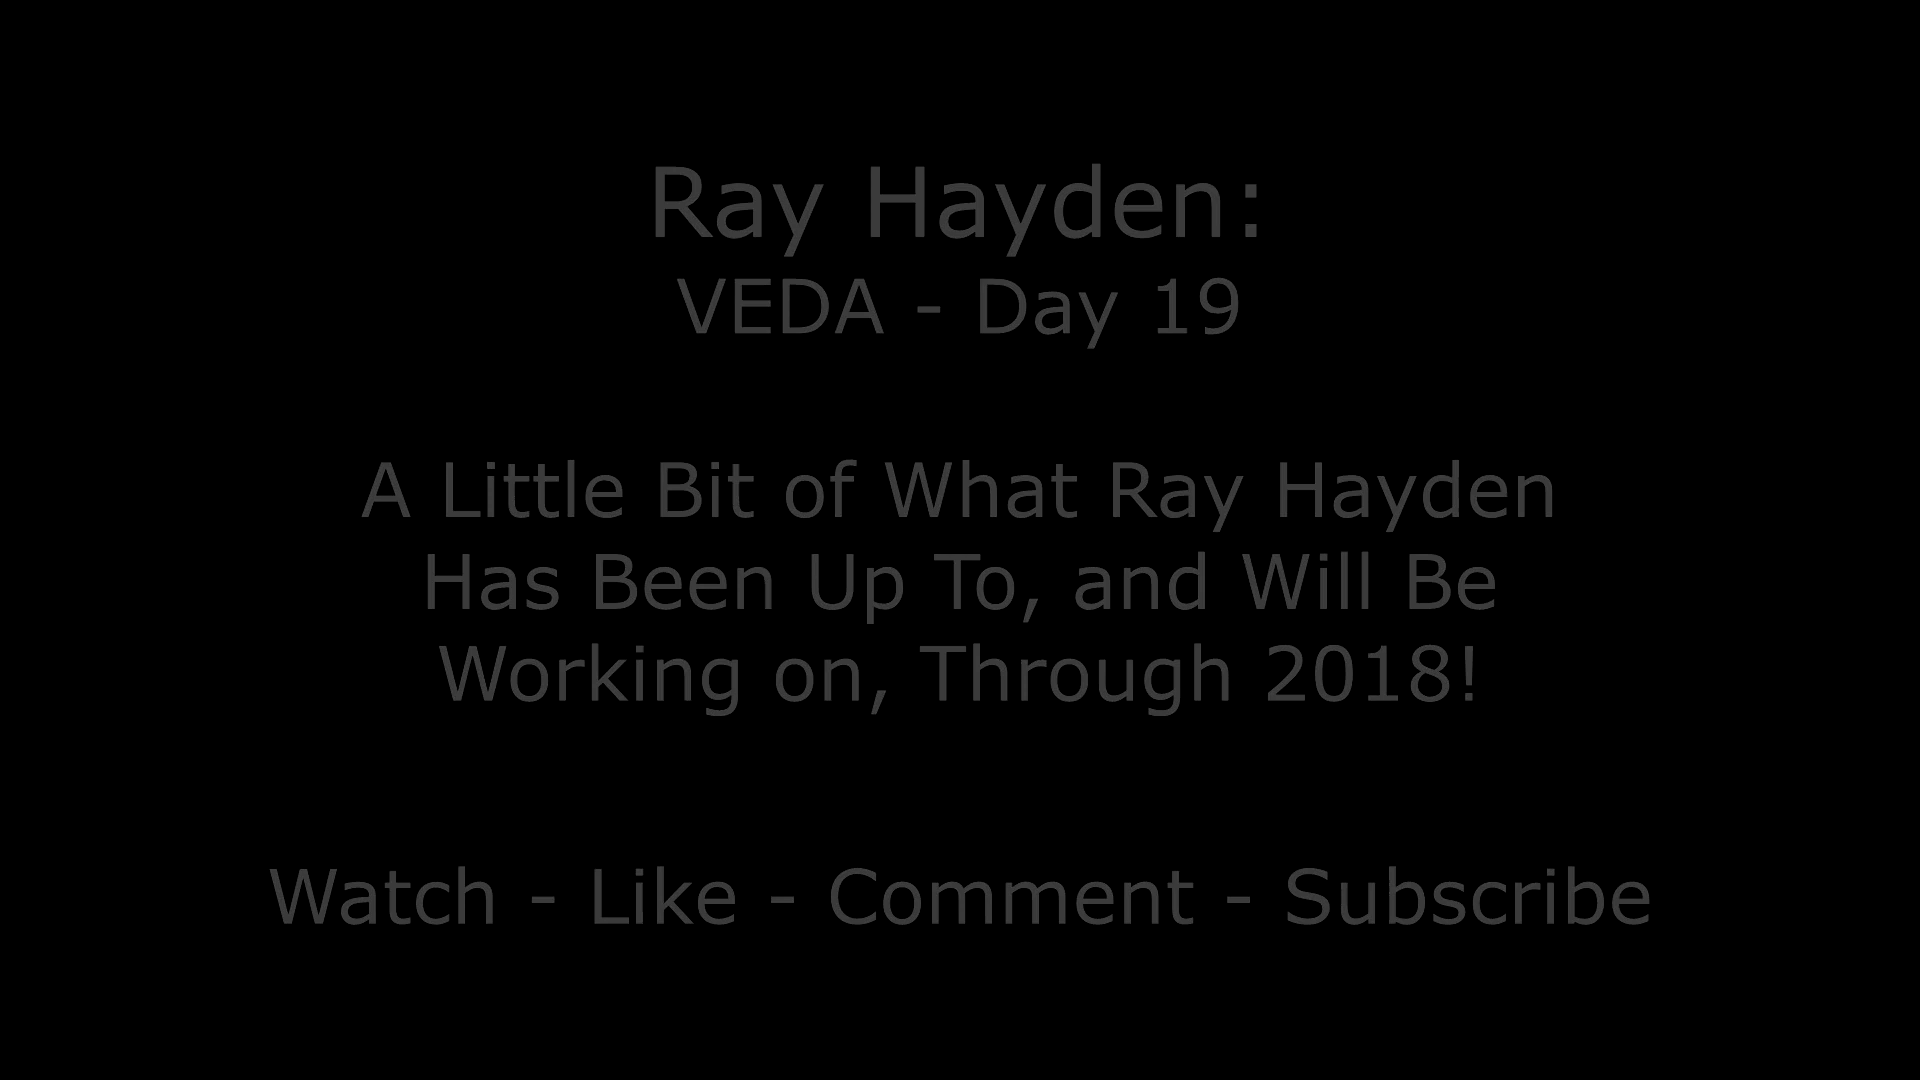 Ray Hayden:
VEDA - Day 19
A Little Bit of What Ray Hayden
Has Been Up To, and Will Be
Working on, Through 2018!
Watch - Like - Comment - Subscribe